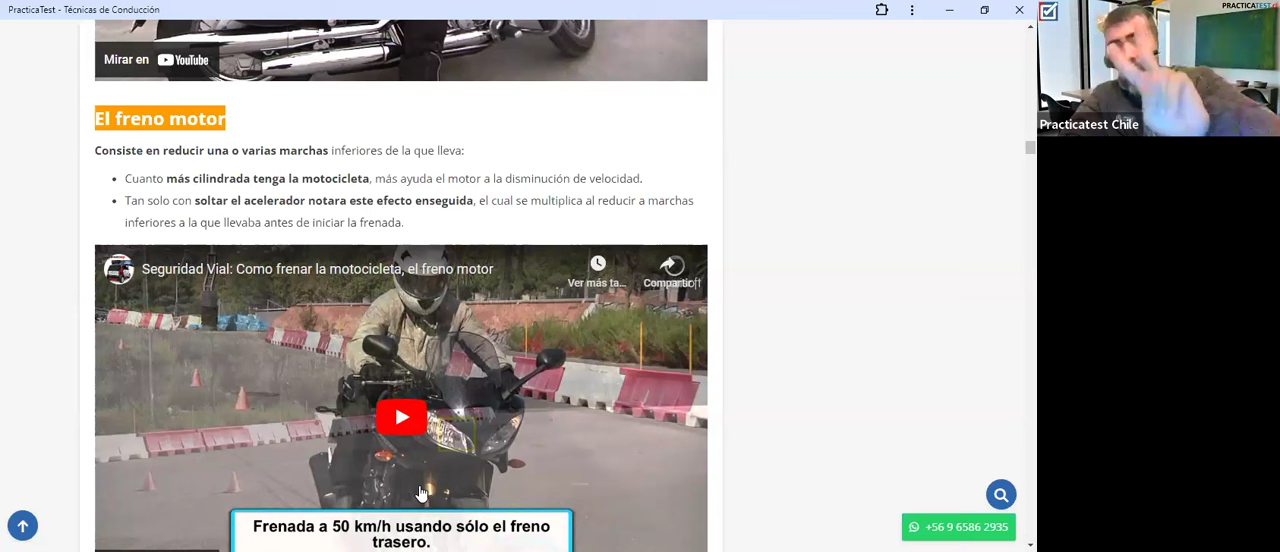 PracticaTest - Técnicas de Conducción
PRACTICATEST
Mirar en YouTube
Practicatest Chile
El freno motor
Consiste en reducir una o varias marchas inferiores de la que lleva:
Cuanto más cilindrada tenga la motocicleta, más ayuda el motor a la disminución de velocidad.
Tan solo con soltar el acelerador notara este efecto enseguida, el cual se multiplica al reducir a marchas
inferiores a la que llevaba antes de iniciar la frenada.
Seguridad Vial: Como frenar la motocicleta, el freno motor
Ver más ta...
Compartir
Frenada a 50 km/h usando sólo el freno
trasero.
+56 9 6586 2935